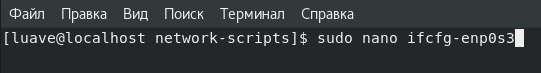 Файл Правка Вид Поиск Терминал Справка
[luave@localhost network-scripts]$ sudo nano ifcfg-enp0s3